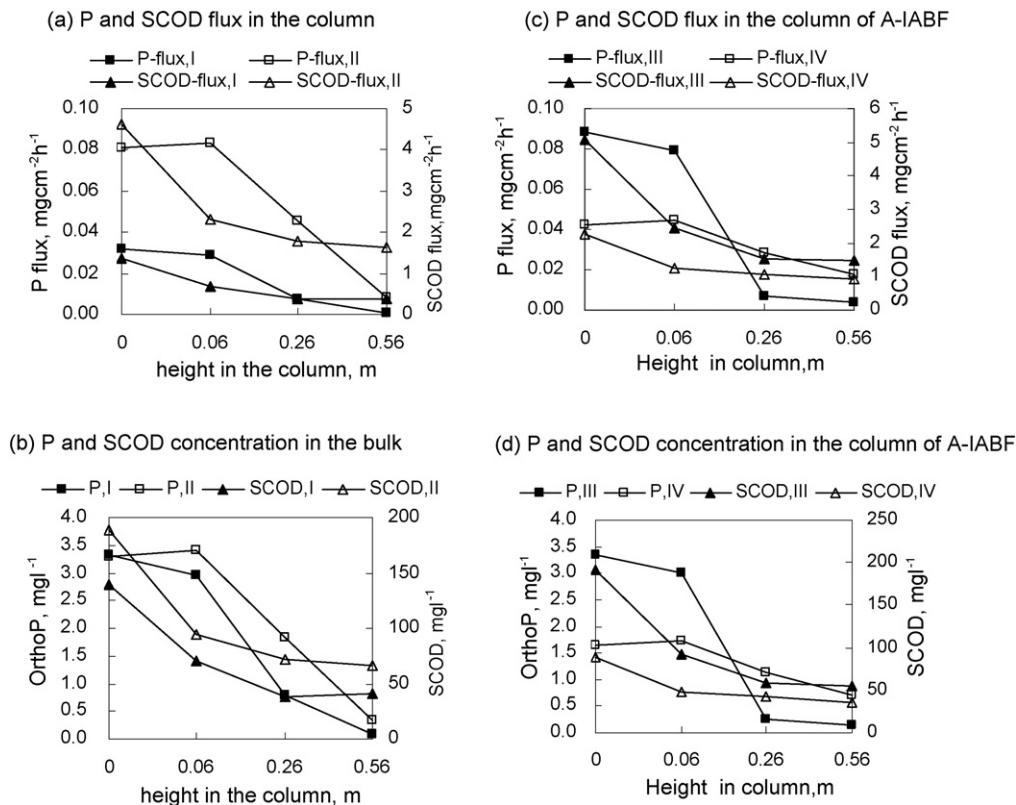 (a) P and SCOD flux in the column
P-flux,I P-flux,II
SCOD-flux,I SCOD-flux,II
P flux, mgcm⁻²h⁻¹
0.10
0.08
0.06
0.04
0.02
0.00
5
4
3
2
1
0
SCOD flux,mgcm⁻²h⁻¹
0 0.06 0.26 0.56
height in the column, m
(c) P and SCOD flux in the column of A-IABF
P-flux,III P-flux,IV
SCOD-flux,III SCOD-flux,IV
P flux, mgcm⁻²h⁻¹
0.10
0.08
0.06
0.04
0.02
0.00
6
5
4
3
2
1
0
SCOD flux, mgcm⁻²h⁻¹
0 0.06 0.26 0.56
Height in column,m
(b) P and SCOD concentration in the bulk
P,I P,II SCOD,I SCOD,II
OrthoP, mgl⁻¹
4.0
3.5
3.0
2.5
2.0
1.5
1.0
0.5
0.0
200
150
100
50
0
SCOD, mgl⁻¹
0 0.06 0.26 0.56
height in the column, m
(d) P and SCOD concentration in the column of A-IABF
P,III P,IV SCOD,III SCOD,IV
OrthoP, mgl⁻¹
4.0
3.5
3.0
2.5
2.0
1.5
1.0
0.5
0.0
250
200
150
100
50
0
SCOD, mgl⁻¹
0 0.06 0.26 0.56
Height in column,m